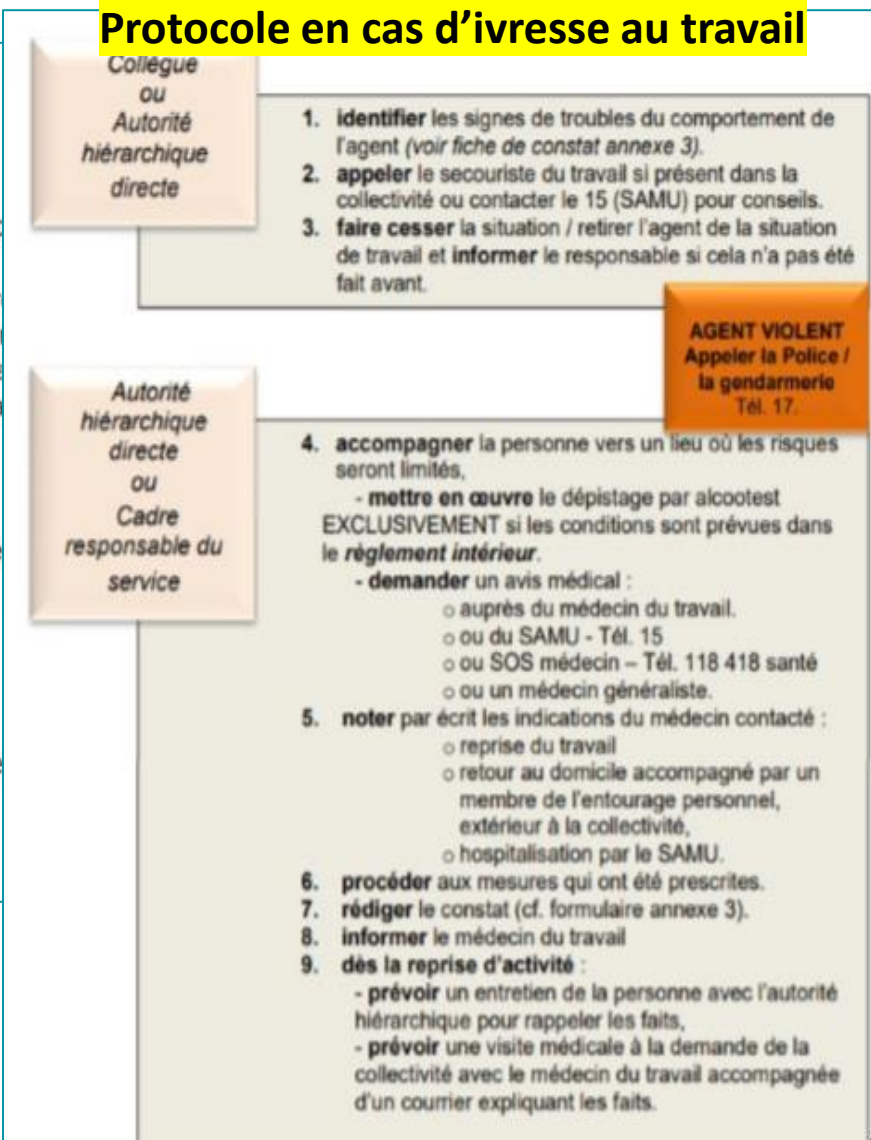 Protocole en cas d'ivresse au travail
Collègue
ou
Autorité
hiérarchique
directe
1. identifier les signes de troubles du comportement de
l'agent (voir fiche de constat annexe 3).
2. appeler le secouriste du travail si présent dans la
collectivité ou contacter le 15 (SAMU) pour conseils.
3. faire cesser la situation / retirer l'agent de la situation
de travail et informer le responsable si cela n'a pas été
fait avant.
AGENT VIOLENT
Appeler la Police /
la gendarmerie
Tél. 17.
Autorité
hiérarchique
directe
ou
Cadre
responsable du
service
4. accompagner la personne vers un lieu où les risques
seront limités,
- mettre en œuvre le dépistage par alcootest
EXCLUSIVEMENT si les conditions sont prévues dans
le règlement intérieur.
- demander un avis médical :
o auprès du médecin du travail.
o ou du SAMU - Tél. 15
o ou SOS médecin – Tél. 118 418 santé
o ou un médecin généraliste.
5. noter par écrit les indications du médecin contacté :
o reprise du travail
o retour au domicile accompagné par un
membre de l'entourage personnel,
extérieur à la collectivité,
o hospitalisation par le SAMU.
6. procéder aux mesures qui ont été prescrites.
7. rédiger le constat (cf. formulaire annexe 3).
8. informer le médecin du travail
9. dès la reprise d'activité :
- prévoir un entretien de la personne avec l'autorité
hiérarchique pour rappeler les faits,
- prévoir une visite médicale à la demande de la
collectivité avec le médecin du travail accompagnée
d'un courrier expliquant les faits.